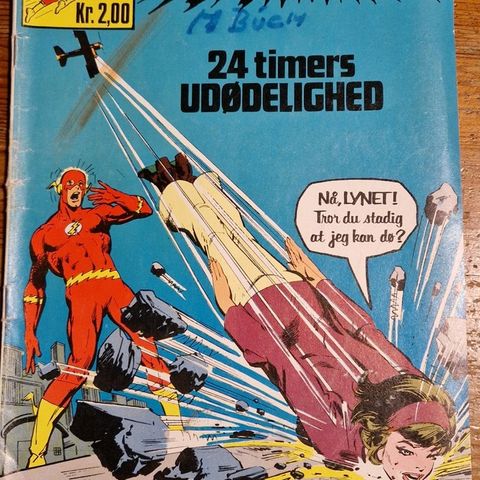 Kr. 2,00
M BUCH
24 timers
UDØDELIGHED
Nå, LYNET!
Tror du stadig
at jeg kan dø?